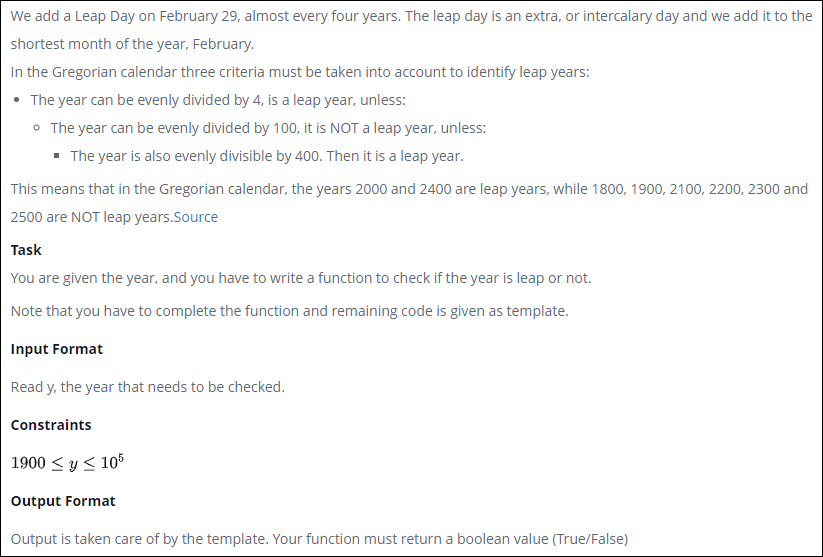 We add a Leap Day on February 29, almost every four years. The leap day is an extra, or intercalary day and we add it to the
shortest month of the year, February.
In the Gregorian calendar three criteria must be taken into account to identify leap years:
• The year can be evenly divided by 4, is a leap year, unless:
◦ The year can be evenly divided by 100, it is NOT a leap year, unless:
▪ The year is also evenly divisible by 400. Then it is a leap year.
This means that in the Gregorian calendar, the years 2000 and 2400 are leap years, while 1800, 1900, 2100, 2200, 2300 and
2500 are NOT leap years.Source
Task
You are given the year, and you have to write a function to check if the year is leap or not.
Note that you have to complete the function and remaining code is given as template.
Input Format
Read y, the year that needs to be checked.
Constraints
1900 ≤ y ≤ 10⁵
Output Format
Output is taken care of by the template. Your function must return a boolean value (True/False)